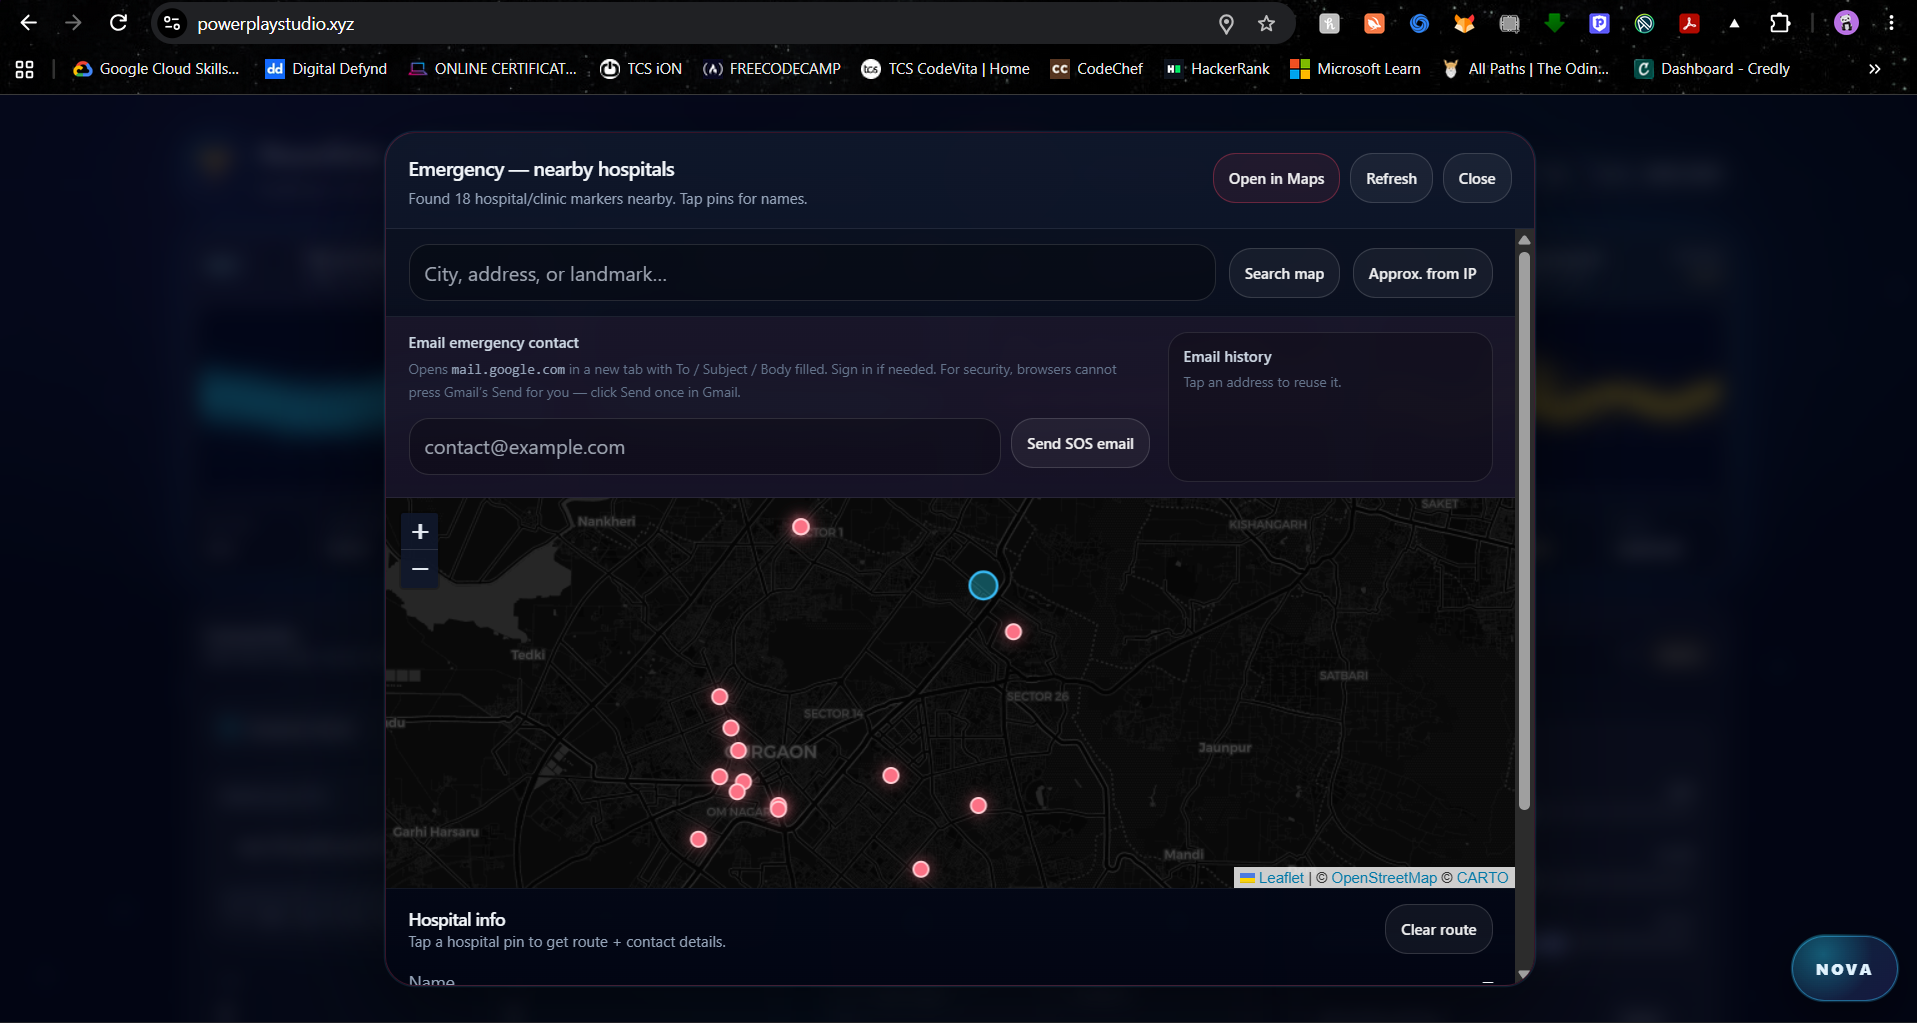 powerplaystudio.xyz
Google Cloud Skills...
Digital Defynd
ONLINE CERTIFICAT...
TCS iON
FREECODECAMP
TCS CodeVita | Home
CodeChef
HackerRank
Microsoft Learn
All Paths | The Odin...
Dashboard - Credly
Emergency — nearby hospitals
Found 18 hospital/clinic markers nearby. Tap pins for names.
Open in Maps
Refresh
Close
City, address, or landmark...
Search map
Approx. from IP
Email emergency contact
Opens mail.google.com in a new tab with To / Subject / Body filled. Sign in if needed. For security, browsers cannot
press Gmail's Send for you — click Send once in Gmail.
contact@example.com
Send SOS email
Email history
Tap an address to reuse it.
Nankheri
KISHANGARH
SAKET
Tedki
SECTOR 26
SATBARI
SECTOR 14
Jaunpur
Garhi Harsaru
Mandi
Leaflet | © OpenStreetMap © CARTO
Hospital info
Tap a hospital pin to get route + contact details.
Clear route
Name
NOVA